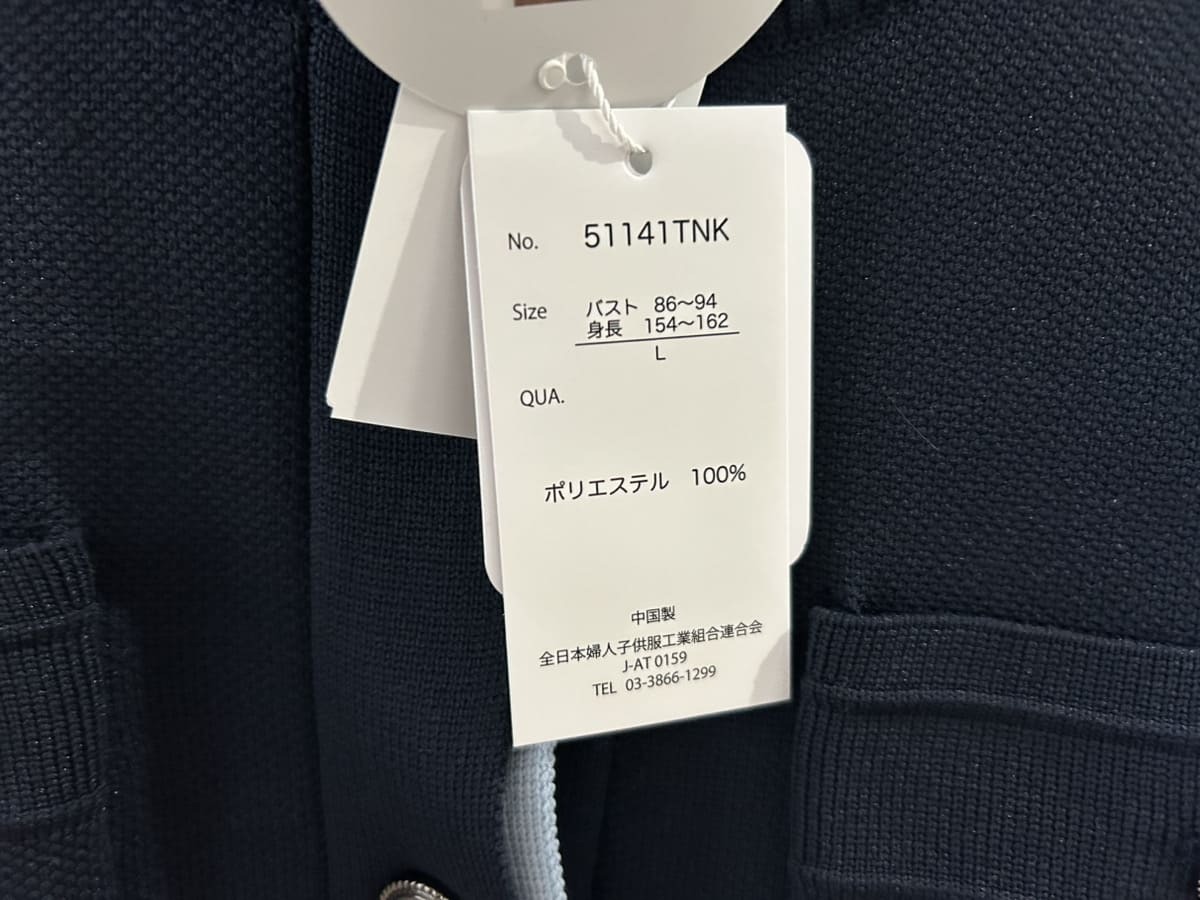 No. 51141TNK
Size バスト 86〜94
身長 154〜162
L
QUA.
ポリエステル 100%
中国製
全日本婦人子供服工業組合連合会
J-AT 0159
TEL 03-3866-1299